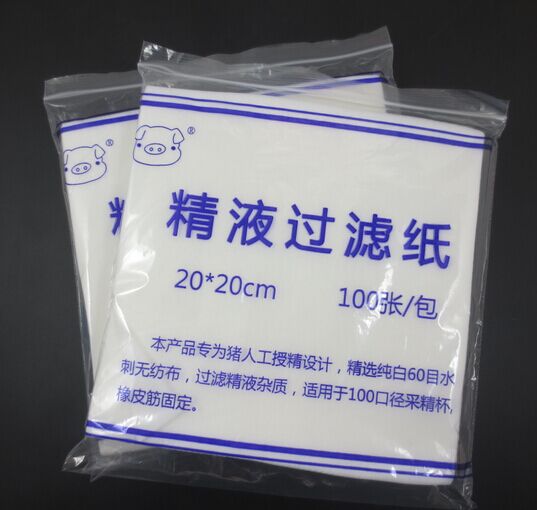 ®
精液过滤纸
20*20cm 100张/包
本产品专为猪人工授精设计，精选纯白60目水
刺无纺布，过滤精液杂质，适用于100口径采精杯，
橡皮筋固定。
®